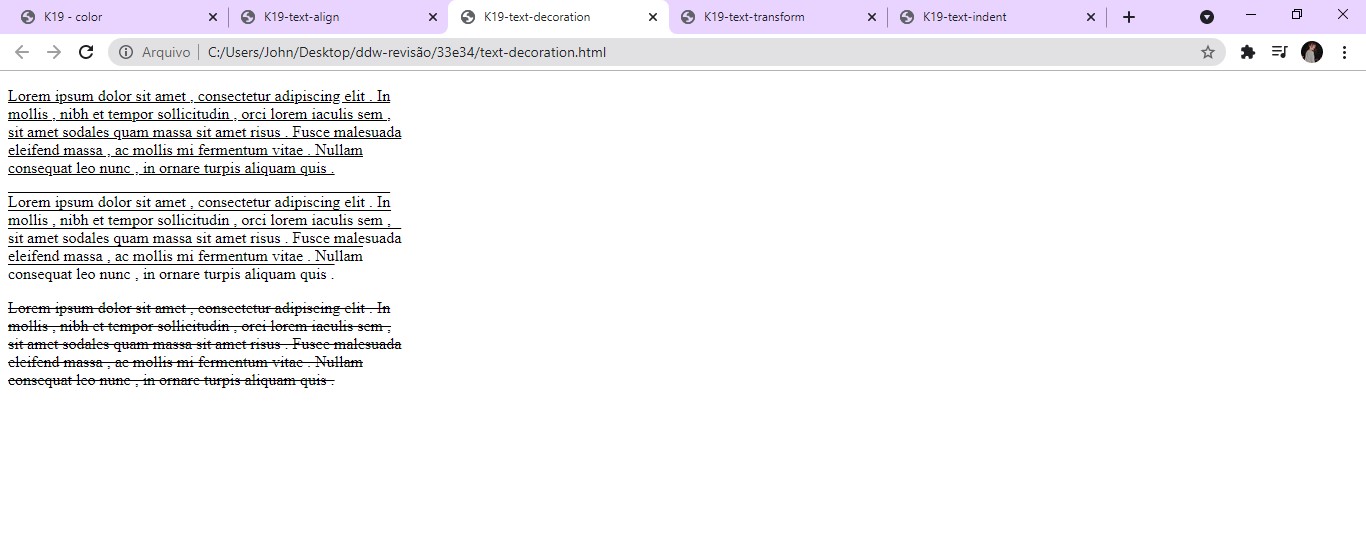 K19 - color
K19-text-align
K19-text-decoration
K19-text-transform
K19-text-indent
Arquivo | C:/Users/John/Desktop/ddw-revisão/33e34/text-decoration.html
Lorem ipsum dolor sit amet , consectetur adipiscing elit . In
mollis , nibh et tempor sollicitudin , orci lorem iaculis sem ,
sit amet sodales quam massa sit amet risus . Fusce malesuada
eleifend massa , ac mollis mi fermentum vitae . Nullam
consequat leo nunc , in ornare turpis aliquam quis .
Lorem ipsum dolor sit amet , consectetur adipiscing elit . In
mollis , nibh et tempor sollicitudin , orci lorem iaculis sem ,
sit amet sodales quam massa sit amet risus . Fusce malesuada
eleifend massa , ac mollis mi fermentum vitae . Nullam
consequat leo nunc , in ornare turpis aliquam quis .
Lorem ipsum dolor sit amet , consectetur adipiscing elit . In
mollis , nibh et tempor sollicitudin , orci lorem iaculis sem ,
sit amet sodales quam massa sit amet risus . Fusce malesuada
eleifend massa , ac mollis mi fermentum vitae . Nullam
consequat leo nunc , in ornare turpis aliquam quis .